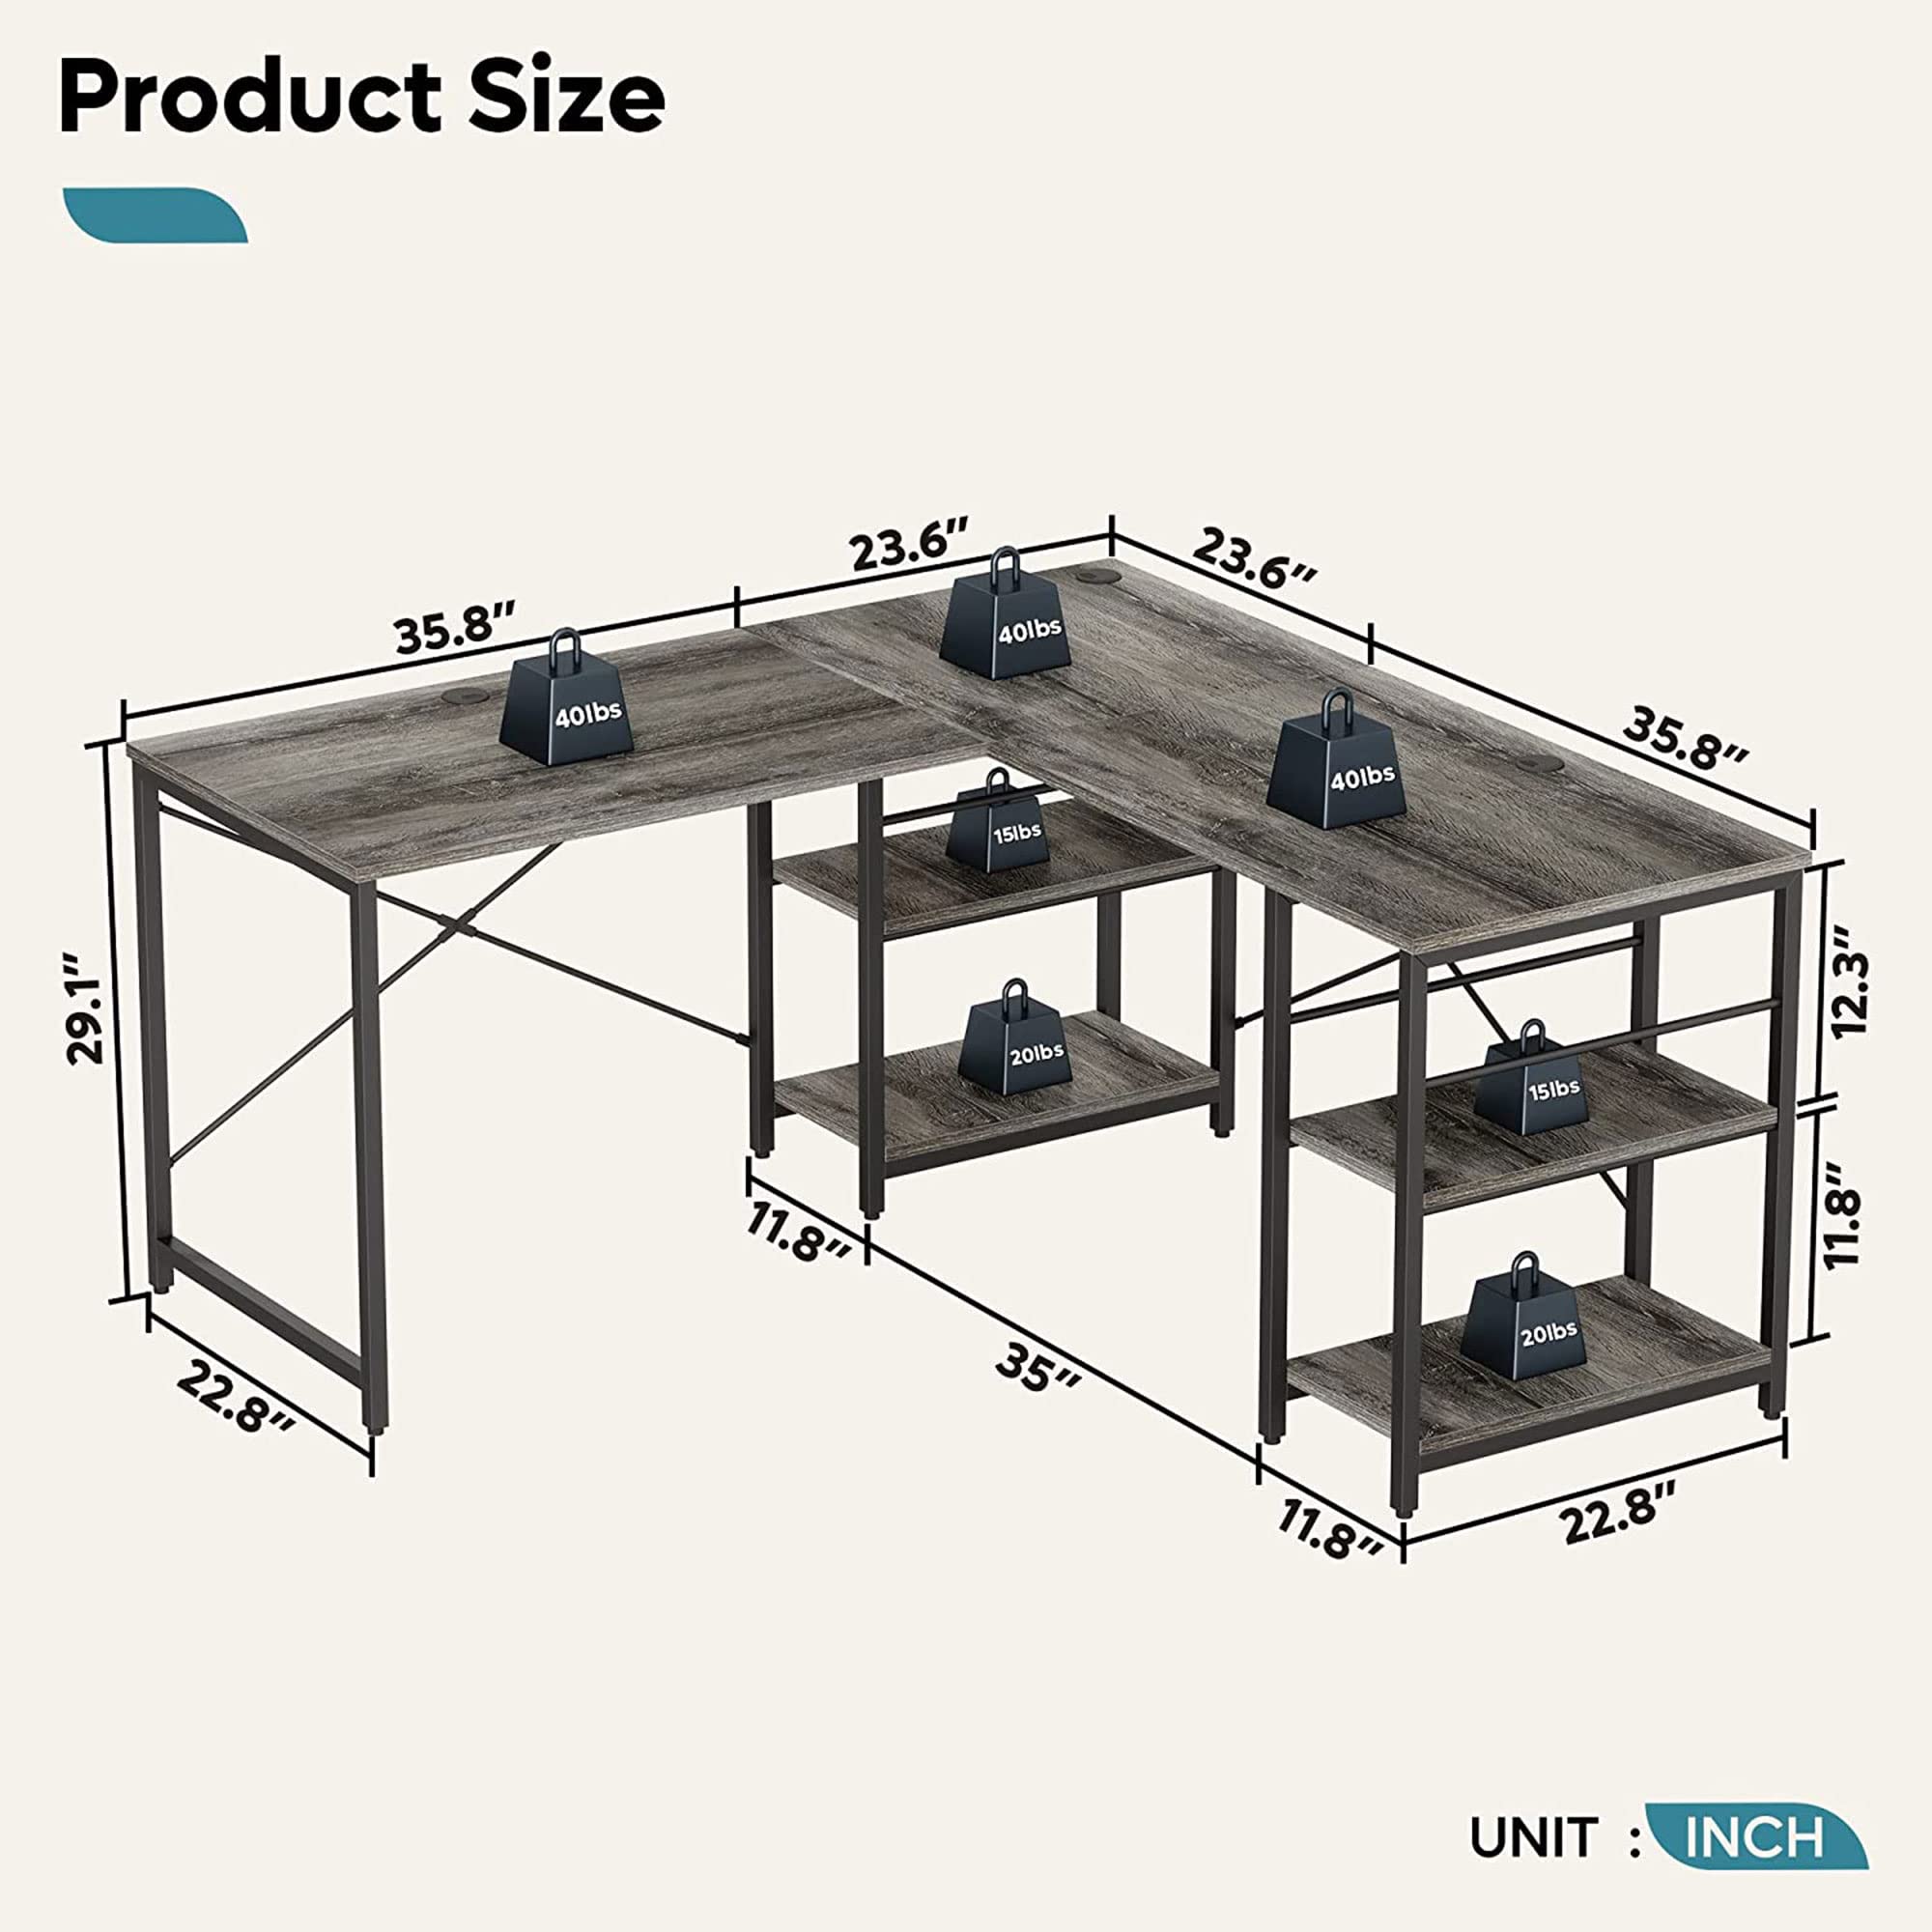 Product Size
23.6"
23.6"
35.8"
35.8"
40lbs
40lbs
40lbs
15lbs
12.3"
29.1"
20lbs
15lbs
11.8"
11.8"
20lbs
35"
22.8"
11.8"
22.8"
UNIT : INCH